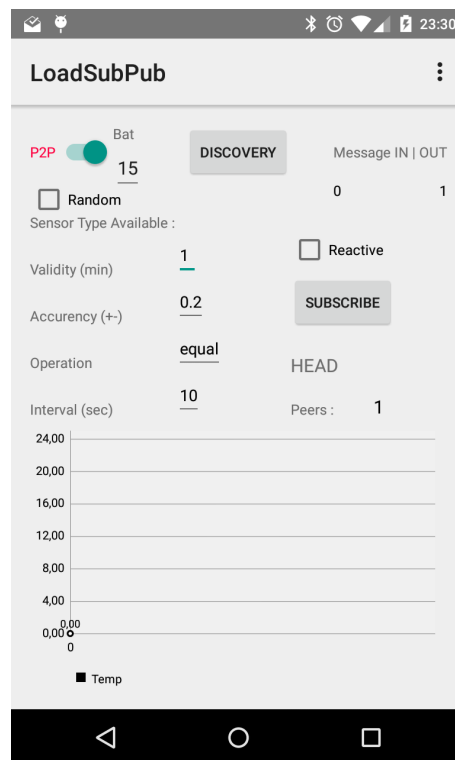 23:30
LoadSubPub
Bat
P2P
DISCOVERY
Message IN | OUT
15
0 1
Random
Sensor Type Available :
Validity (min) 1
Reactive
Accurency (+-) 0.2
SUBSCRIBE
Operation equal
HEAD
Interval (sec) 10
Peers : 1
24,00
20,00
16,00
12,00
8,00
4,00
0,00
0,00
0
Temp